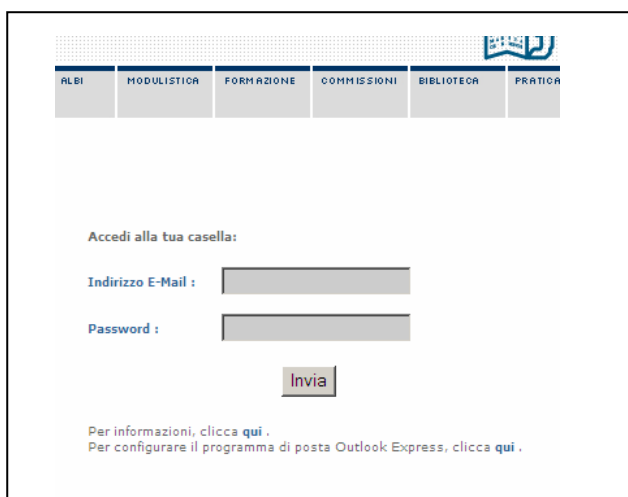 ALBI MODULISTICA FORMAZIONE COMMISSIONI BIBLIOTECA PRATICA
Accedi alla tua casella:
Indirizzo E-Mail :
Password :
Invia
Per informazioni, clicca qui .
Per configurare il programma di posta Outlook Express, clicca qui .